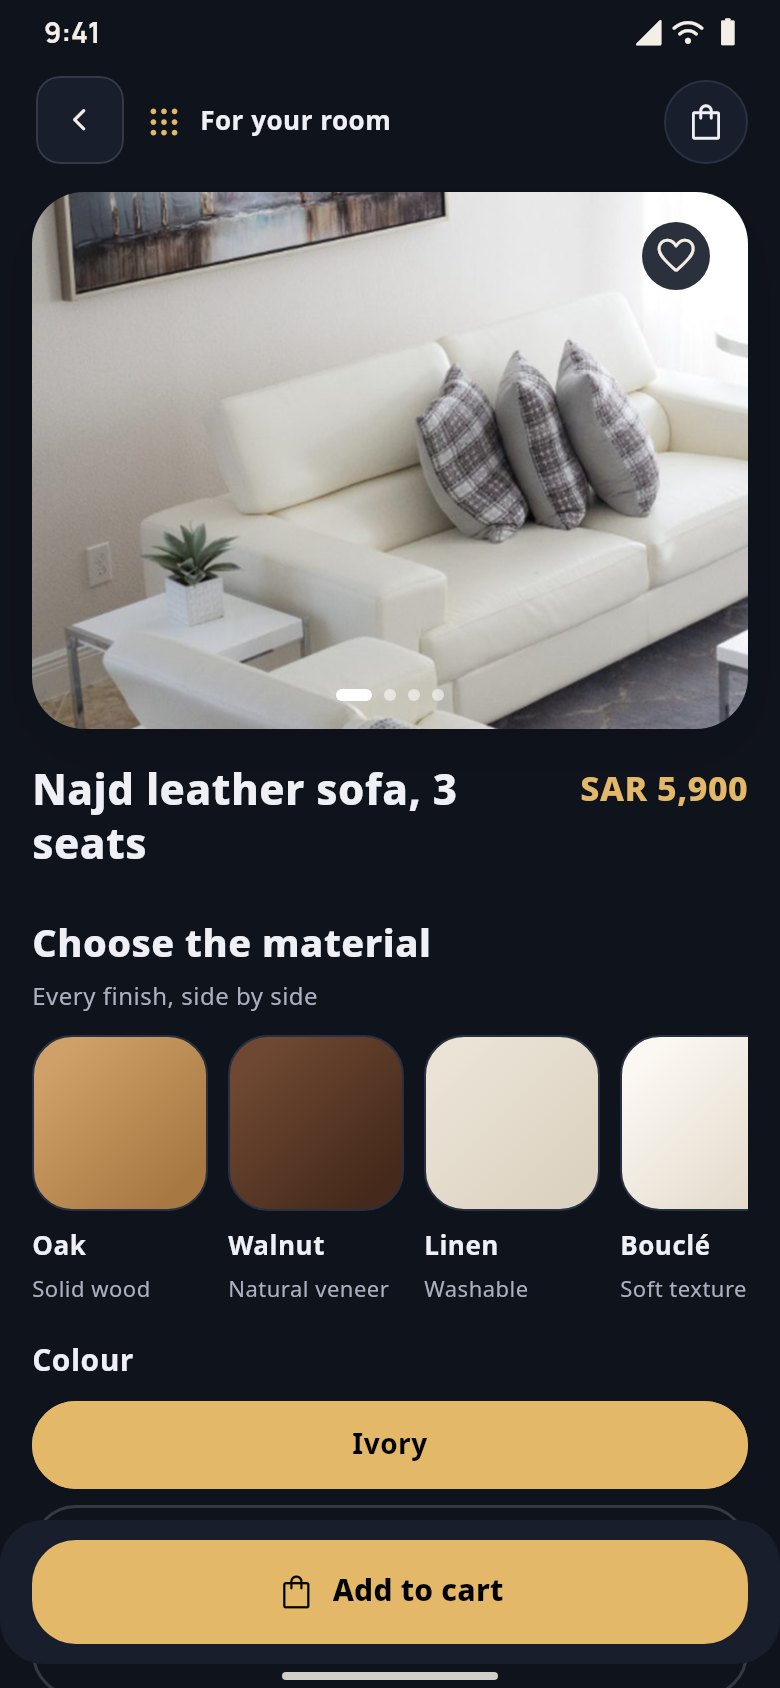 9:41
For your room
Najd leather sofa, 3
seats
SAR 5,900
Choose the material
Every finish, side by side
Oak
Walnut
Linen
Bouclé
Solid wood
Natural veneer
Washable
Soft texture
Colour
Ivory
Add to cart